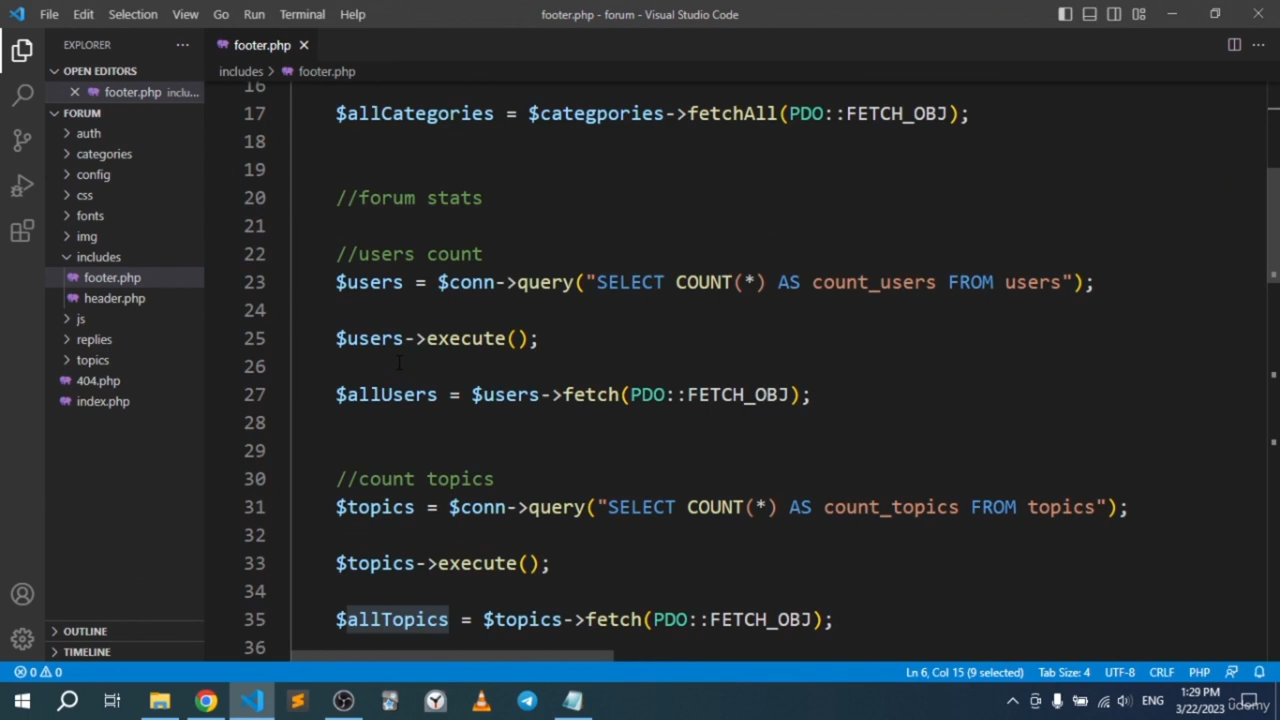 File Edit Selection View Go Run Terminal Help footer.php - forum - Visual Studio Code
EXPLORER
OPEN EDITORS
footer.php inclu...
FORUM
auth
categories
config
css
fonts
img
includes
footer.php
header.php
js
replies
topics
404.php
index.php
OUTLINE
TIMELINE
footer.php
includes > footer.php
16
17 $allCategories = $categpories->fetchAll(PDO::FETCH_OBJ);
18
19
20 //forum stats
21
22 //users count
23 $users = $conn->query("SELECT COUNT(*) AS count_users FROM users");
24
25 $users->execute();
26
27 $allUsers = $users->fetch(PDO::FETCH_OBJ);
28
29
30 //count topics
31 $topics = $conn->query("SELECT COUNT(*) AS count_topics FROM topics");
32
33 $topics->execute();
34
35 $allTopics = $topics->fetch(PDO::FETCH_OBJ);
36
0 0 Ln 6, Col 15 (9 selected) Tab Size: 4 UTF-8 CRLF PHP
ENG 1:29 PM
3/22/2023
udemy